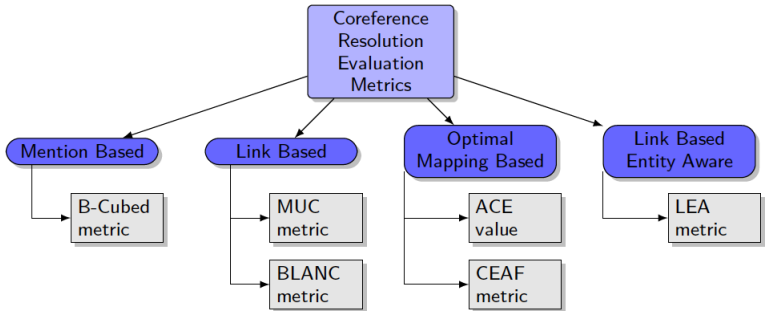 Coreference
Resolution
Evaluation
Metrics
Mention Based
B-Cubed
metric
Link Based
MUC
metric
BLANC
metric
Optimal
Mapping Based
ACE
value
CEAF
metric
Link Based
Entity Aware
LEA
metric